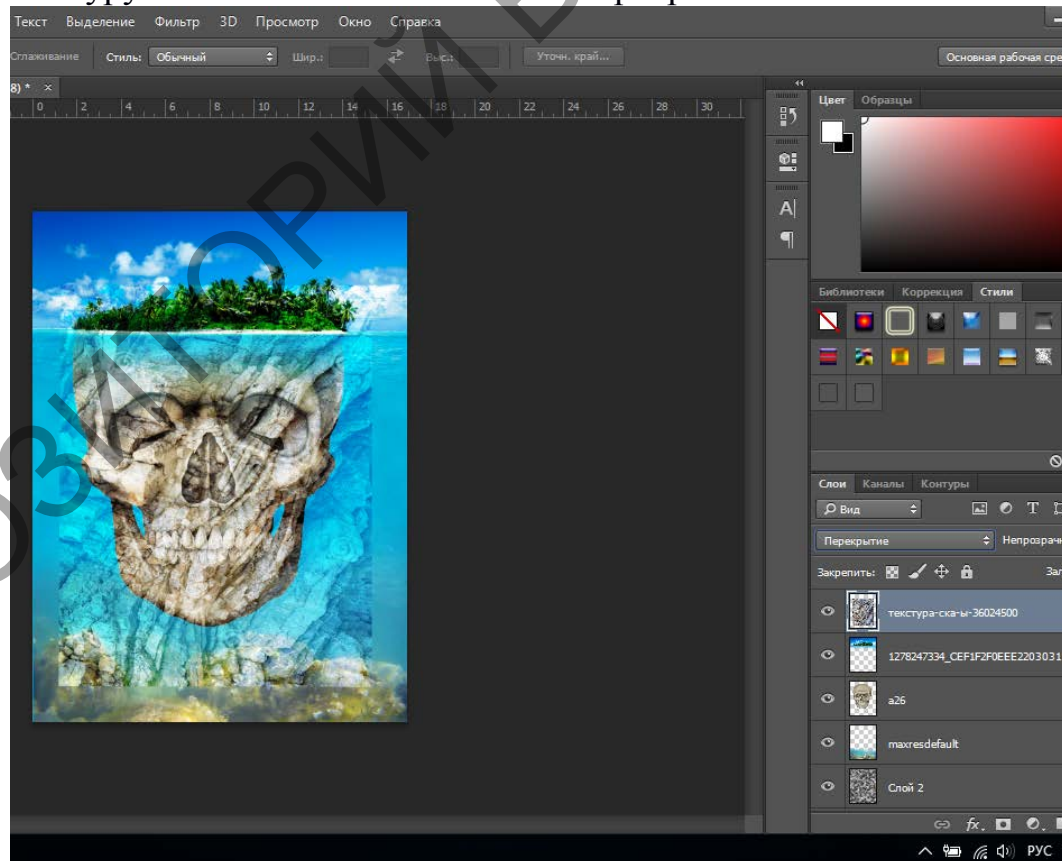 Текст Выделение Фильтр 3D Просмотр Окно Справка
Сглаживание Стиль: Обычный Шир.: Выс.: Уточн. край... Основная рабочая сре
8) * ×
0 2 4 6 8 10 12 14 16 18 20 22 24 26 28 30
Цвет Образцы
Библиотеки Коррекция Стили
Слои Каналы Контуры
Вид
Перекрытие Непрозрачн
Закрепить: Зал
текстура-ска-ы-36024500
1278247334_CEF1F2F0EEE2203031
a26
maxresdefault
Слой 2
РУС